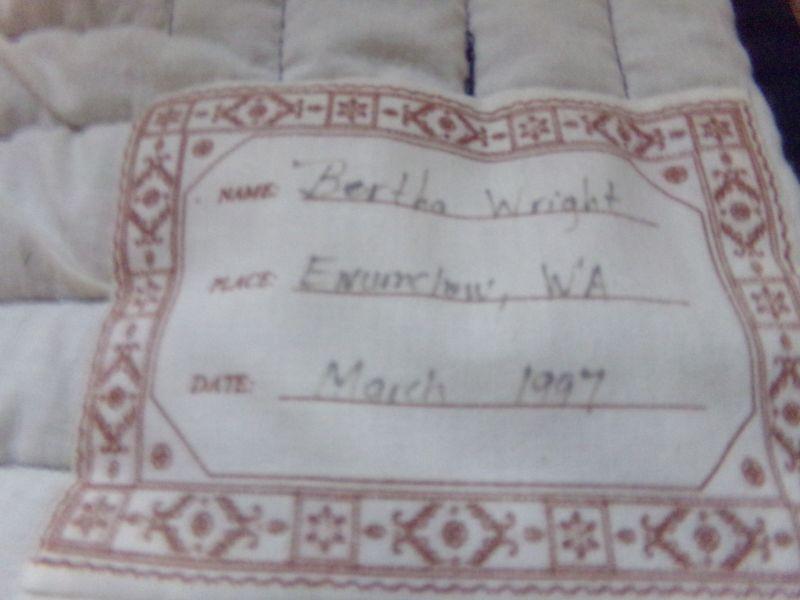 NAME: Bertha Wright
PLACE: Enumclaw, WA
DATE: March 1997